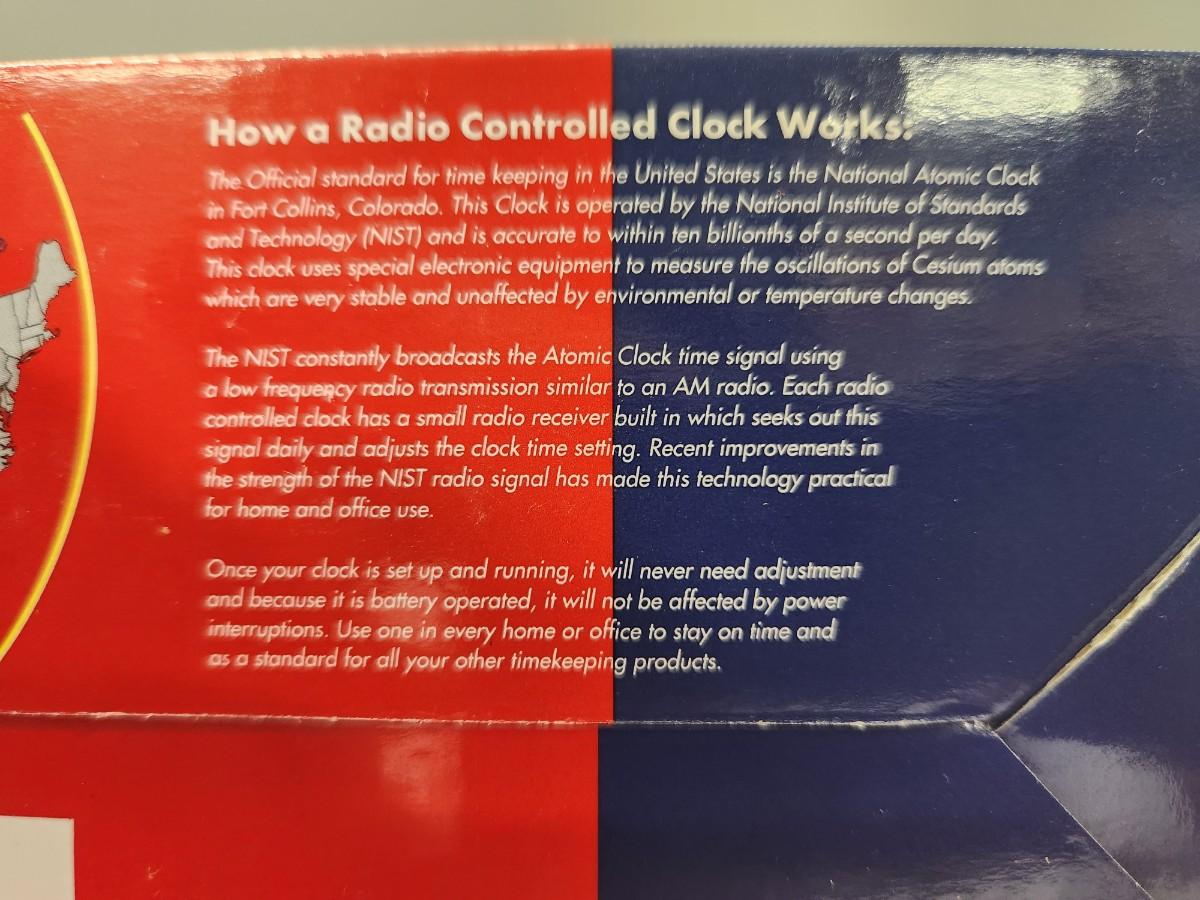 How a Radio Controlled Clock Works:
The Official standard for time keeping in the United States is the National Atomic Clock
in Fort Collins, Colorado. This Clock is operated by the National Institute of Standards
and Technology (NIST) and is accurate to within ten billionths of a second per day.
This clock uses special electronic equipment to measure the oscillations of Cesium atoms
which are very stable and unaffected by environmental or temperature changes.
The NIST constantly broadcasts the Atomic Clock time signal using
a low frequency radio transmission similar to an AM radio. Each radio
controlled clock has a small radio receiver built in which seeks out this
signal daily and adjusts the clock time setting. Recent improvements in
the strength of the NIST radio signal has made this technology practical
for home and office use.
Once your clock is set up and running, it will never need adjustment
and because it is battery operated, it will not be affected by power
interruptions. Use one in every home or office to stay on time and
as a standard for all your other timekeeping products.